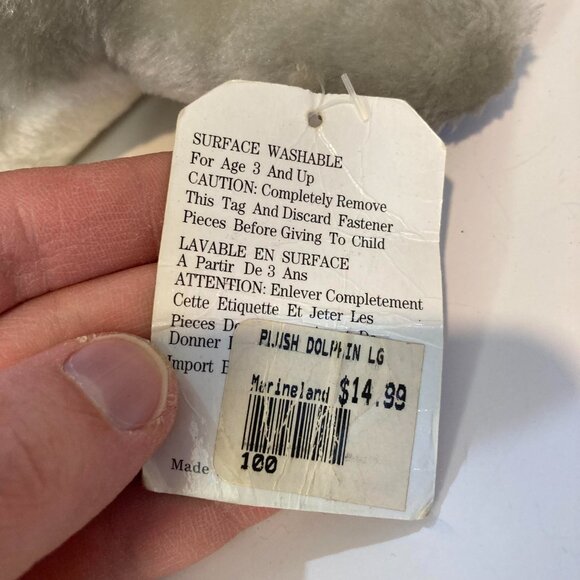 SURFACE WASHABLE
For Age 3 And Up
CAUTION: Completely Remove
This Tag And Discard Fastener
Pieces Before Giving To Child
LAVABLE EN SURFACE
A Partir De 3 Ans
ATTENTION: Enlever Completement
Cette Etiquette Et Jeter Les
Pieces
Donner
Import
PLUSH DOLPHIN LG
Marineland $14.99
100
Made